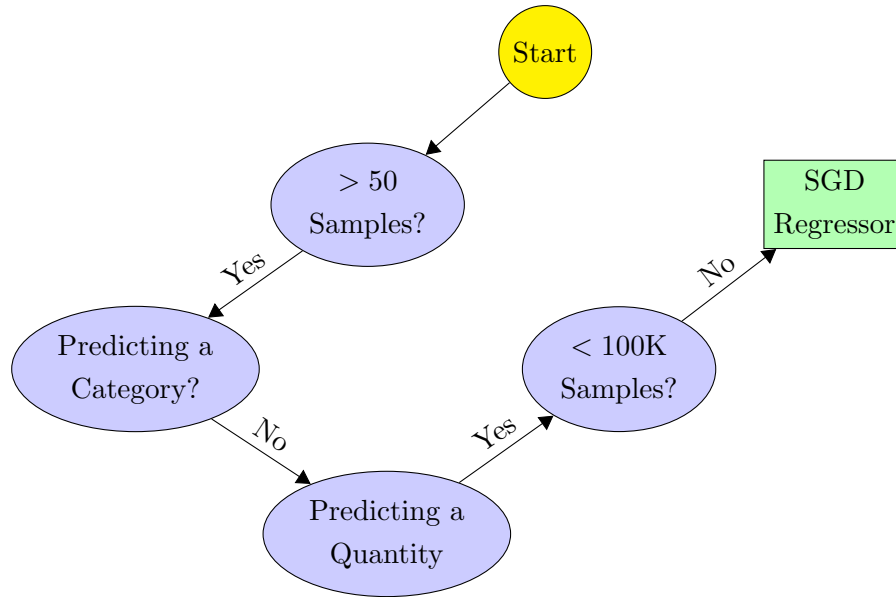 Start
> 50
Samples?
Yes
Predicting a
Category?
No
Predicting a
Quantity
Yes
< 100K
Samples?
No
SGD
Regressor